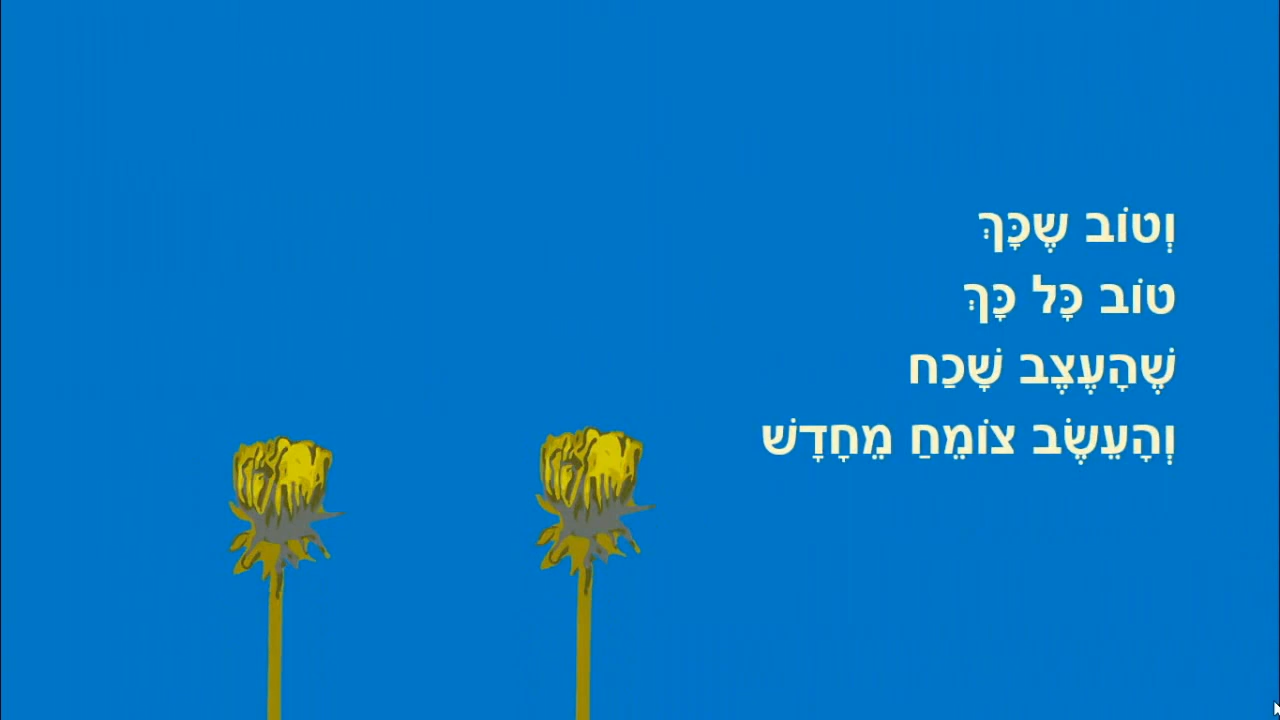 וְטוֹב שֶׁכָּךְ
טוֹב כָּל כָּךְ
שֶׁהָעֶצֶב שָׁכַח
וְהָעֵשֶׂב צוֹמֵחַ מֵחָדָשׁ